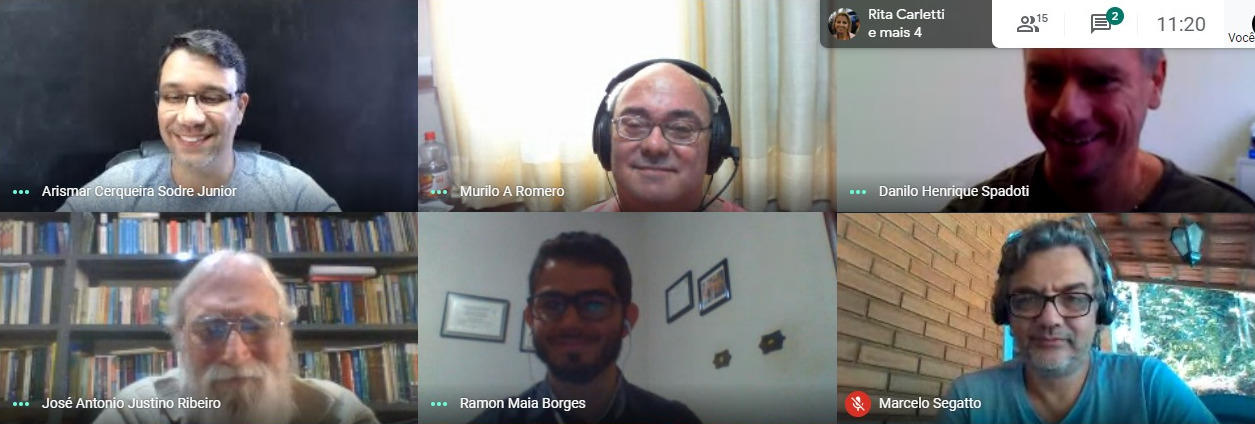 Rita Carletti
e mais 4
15
2
11:20
Você
Arismar Cerqueira Sodre Junior
Murilo A Romero
Danilo Henrique Spadoti
José Antonio Justino Ribeiro
Ramon Maia Borges
Marcelo Segatto